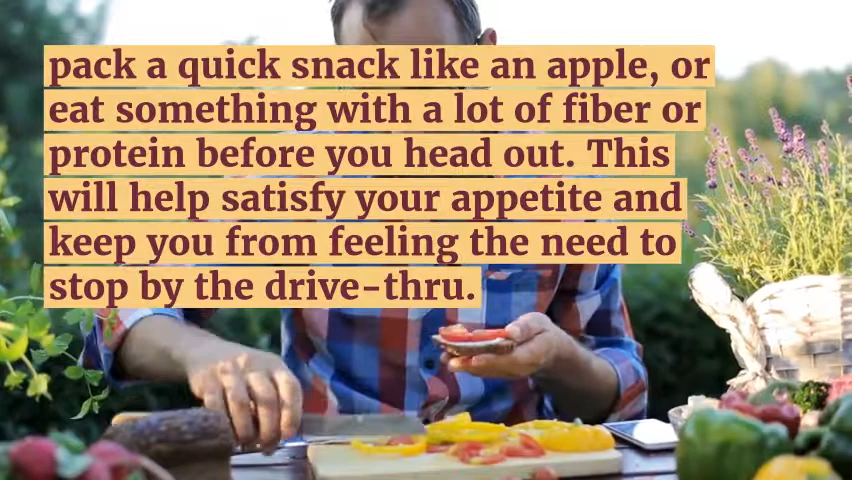 pack a quick snack like an apple, or
eat something with a lot of fiber or
protein before you head out. This
will help satisfy your appetite and
keep you from feeling the need to
stop by the drive-thru.